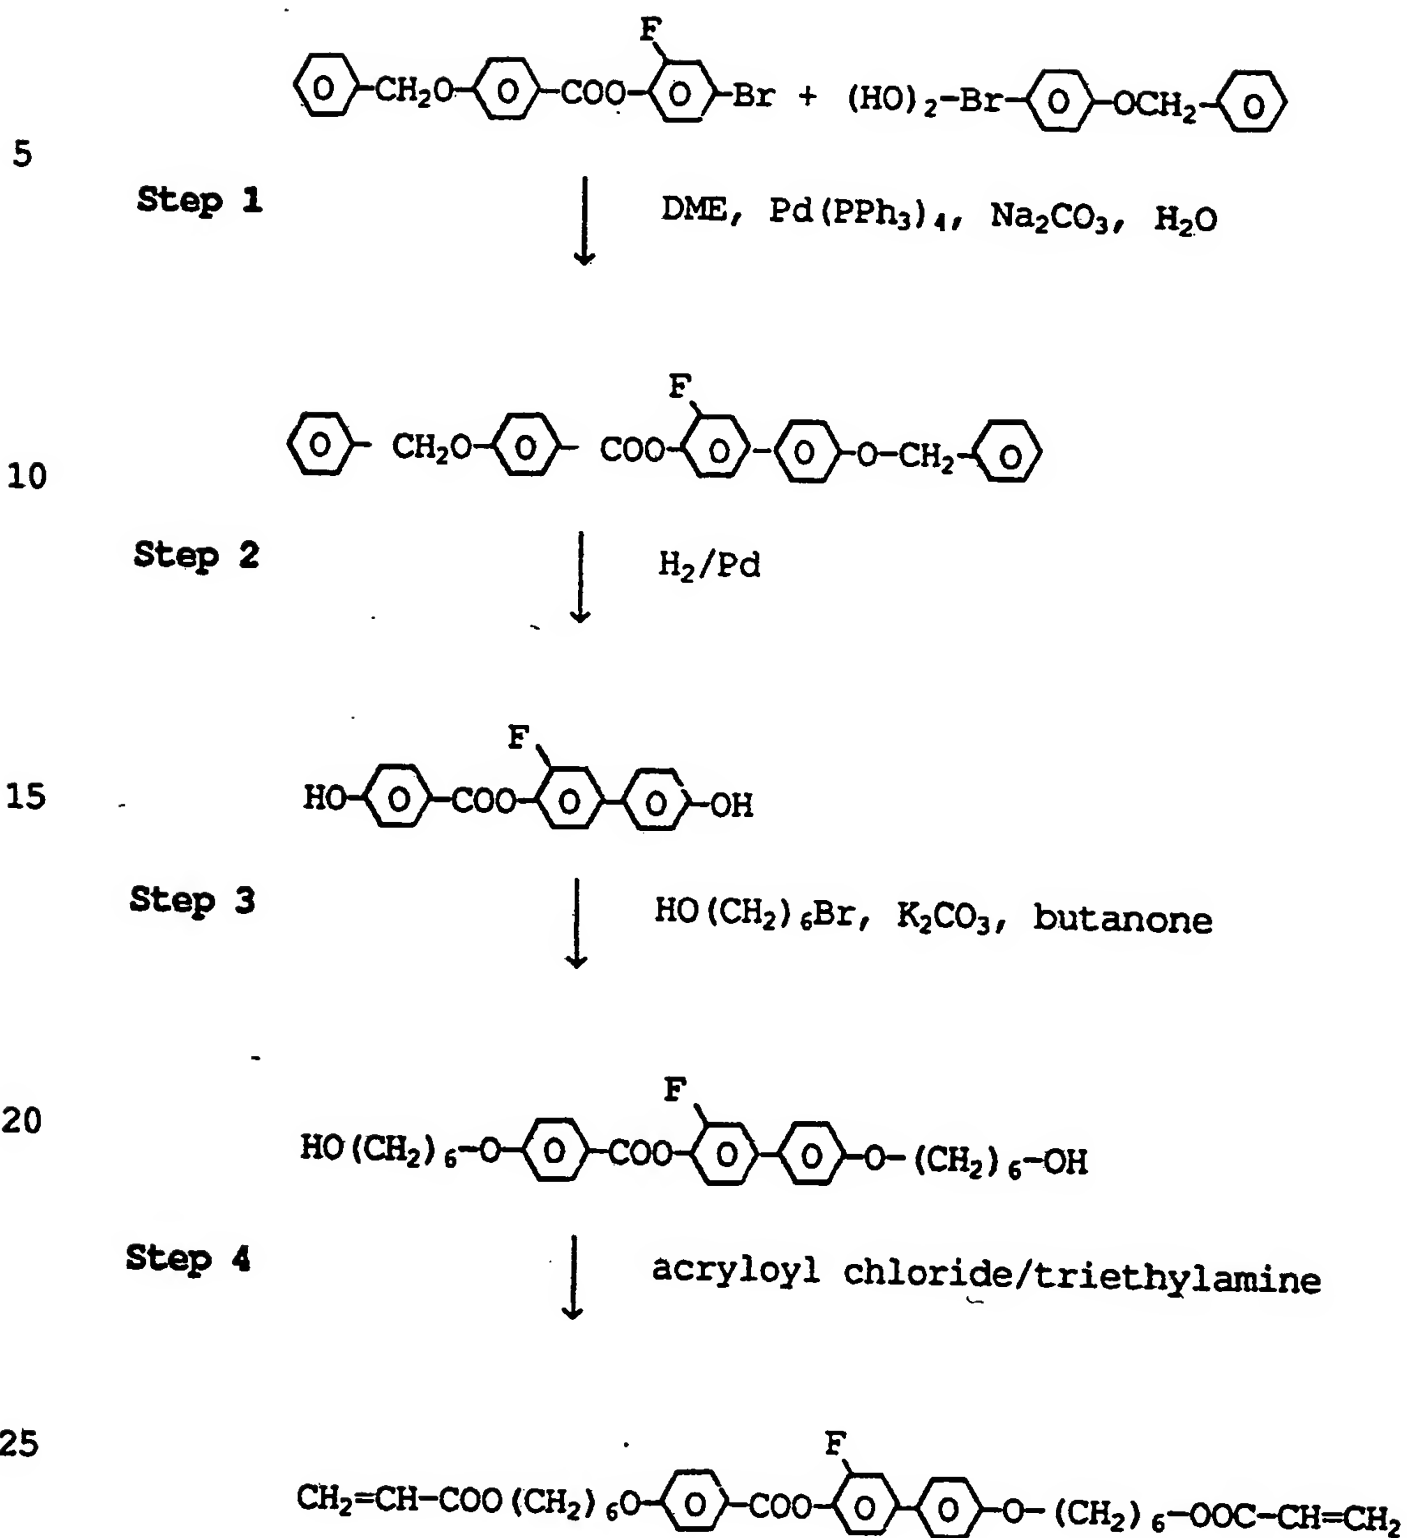 F
CH₂O COO Br + (HO)₂-Br OCH₂
5
Step 1 DME, Pd(PPh₃)₄, Na₂CO₃, H₂O
F
CH₂O COO O-CH₂
10
Step 2 H₂/Pd
F
15 HO COO OH
Step 3 HO(CH₂)₆Br, K₂CO₃, butanone
F
20 HO(CH₂)₆-O COO O-(CH₂)₆-OH
Step 4 acryloyl chloride/triethylamine
25 F
CH₂=CH-COO(CH₂)₆O COO O-(CH₂)₆-OOC-CH=CH₂